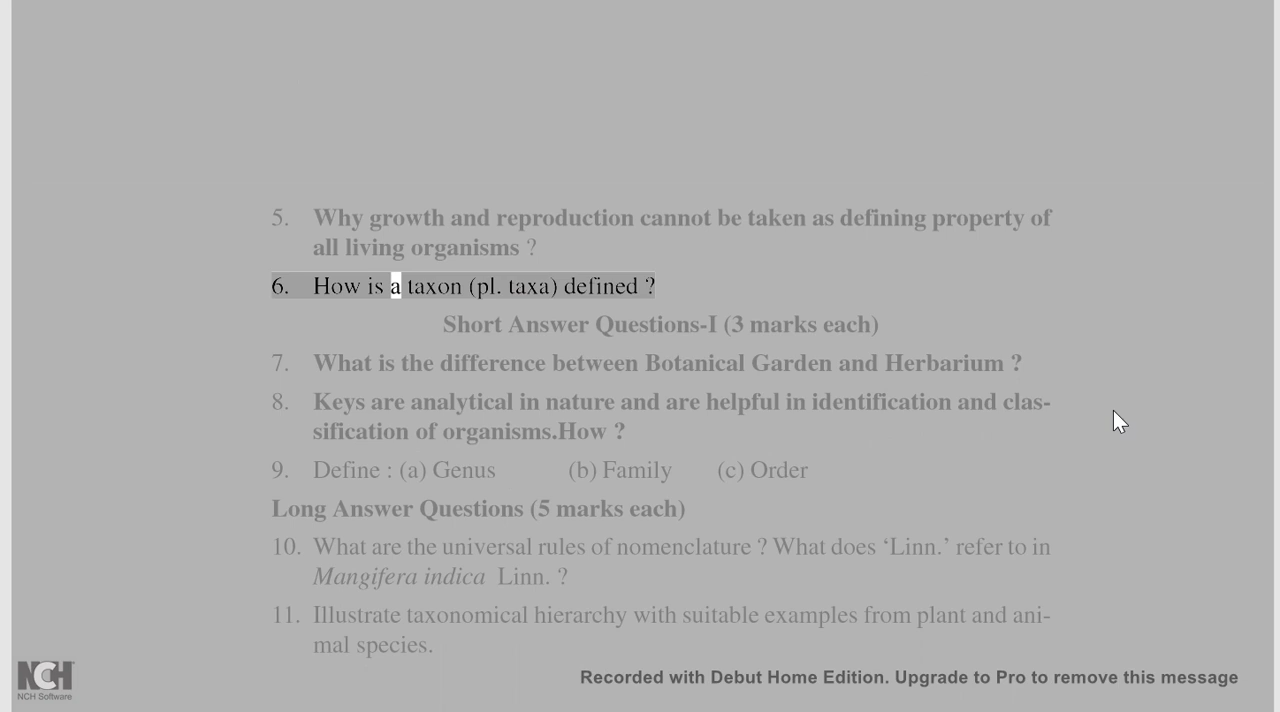 5. Why growth and reproduction cannot be taken as defining property of
all living organisms ?
6. How is a taxon (pl. taxa) defined ?
Short Answer Questions-I (3 marks each)
7. What is the difference between Botanical Garden and Herbarium ?
8. Keys are analytical in nature and are helpful in identification and clas-
sification of organisms.How ?
9. Define : (a) Genus (b) Family (c) Order
Long Answer Questions (5 marks each)
10. What are the universal rules of nomenclature ? What does ‘Linn.’ refer to in
Mangifera indica Linn. ?
11. Illustrate taxonomical hierarchy with suitable examples from plant and ani-
mal species.
NCH
NCH Software
Recorded with Debut Home Edition. Upgrade to Pro to remove this message
NCH Software